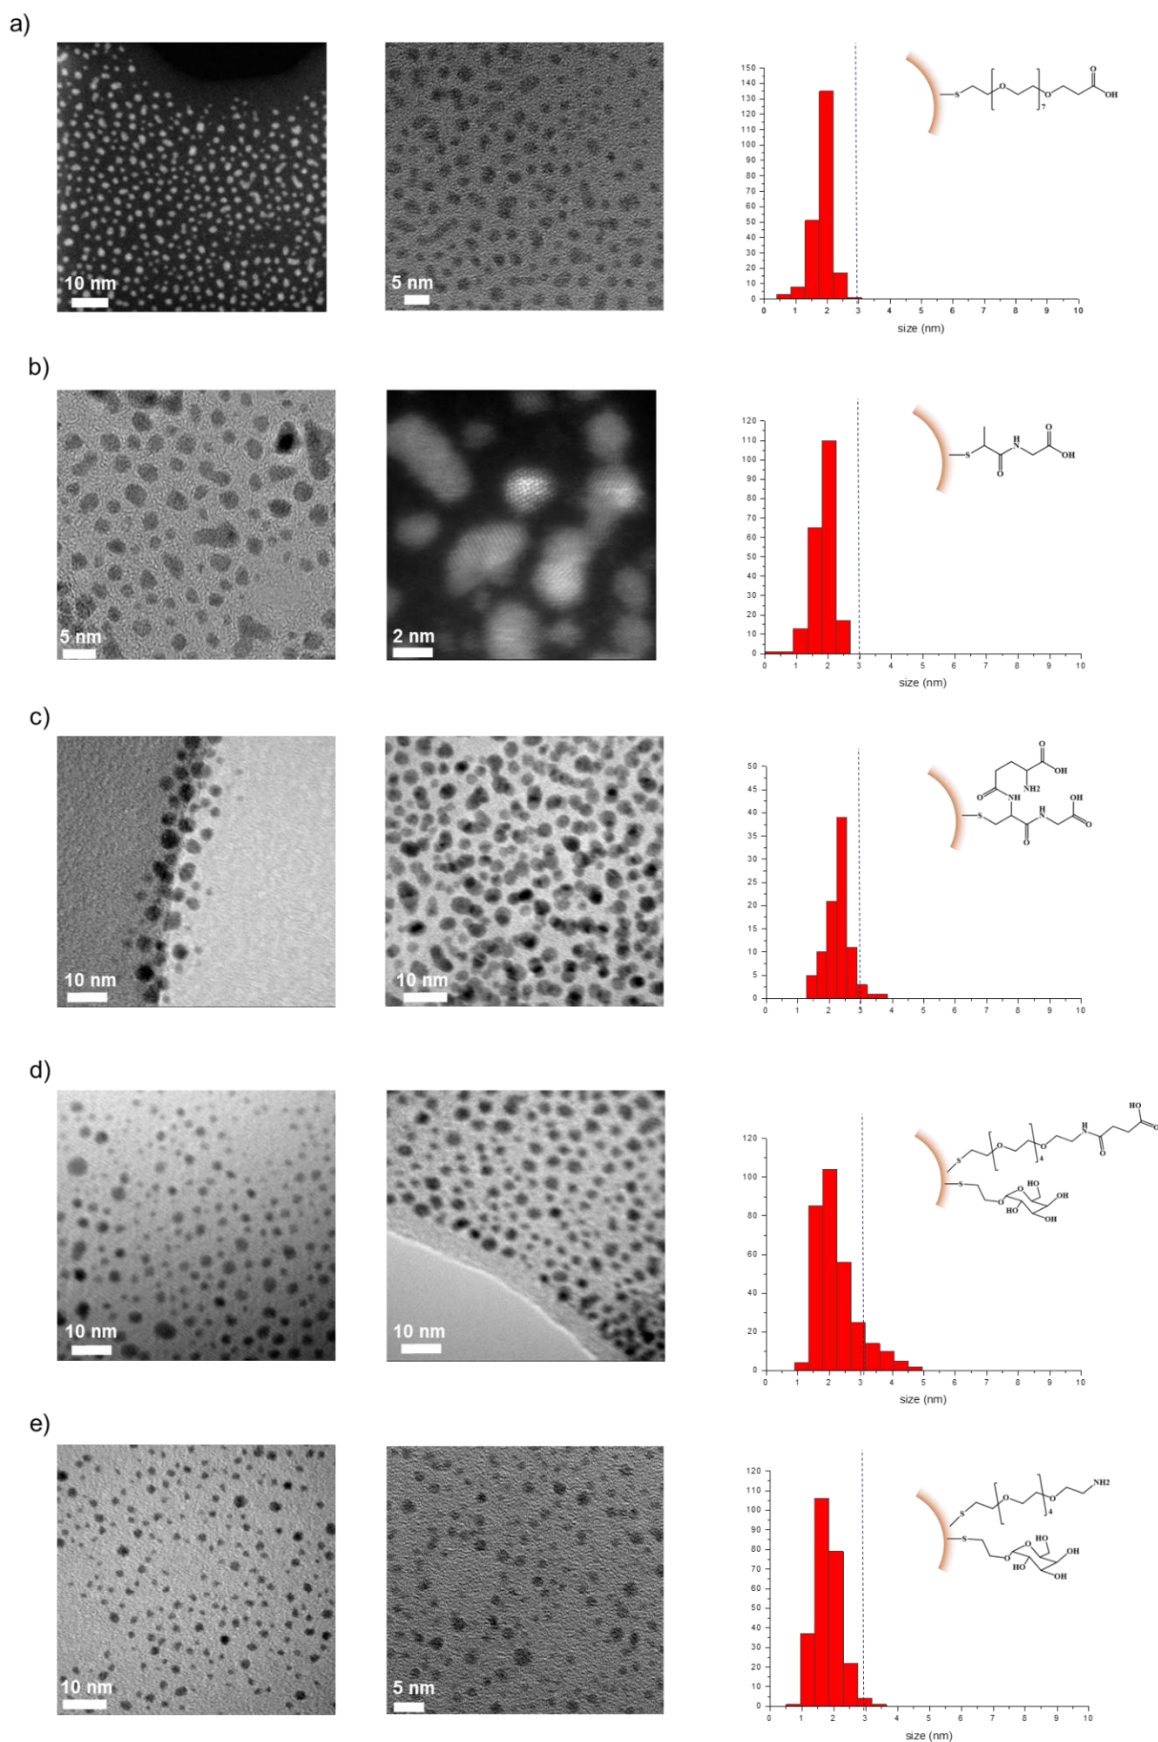 a)
10 nm
5 nm
150
140
130
120
110
100
90
80
70
60
50
40
30
20
10
0
0 1 2 3 4 5 6 7 8 9 10
size (nm)
S O 7 O O OH
b)
5 nm
2 nm
120
110
100
90
80
70
60
50
40
30
20
10
0
0 1 2 3 4 5 6 7 8 9 10
size (nm)
S O H N O OH
c)
10 nm
10 nm
50
45
40
35
30
25
20
15
10
5
0
0 1 2 3 4 5 6 7 8 9 10
size (nm)
O OH NH2 O NH S O H N OH O
d)
10 nm
10 nm
120
100
80
60
40
20
0
0 1 2 3 4 5 6 7 8 9 10
size (nm)
S O 4 O H N O HO O
S O O HO HO OH OH
e)
10 nm
5 nm
120
110
100
90
80
70
60
50
40
30
20
10
0
0 1 2 3 4 5 6 7 8 9 10
size (nm)
S O 4 O NH2
S O O HO HO OH OH